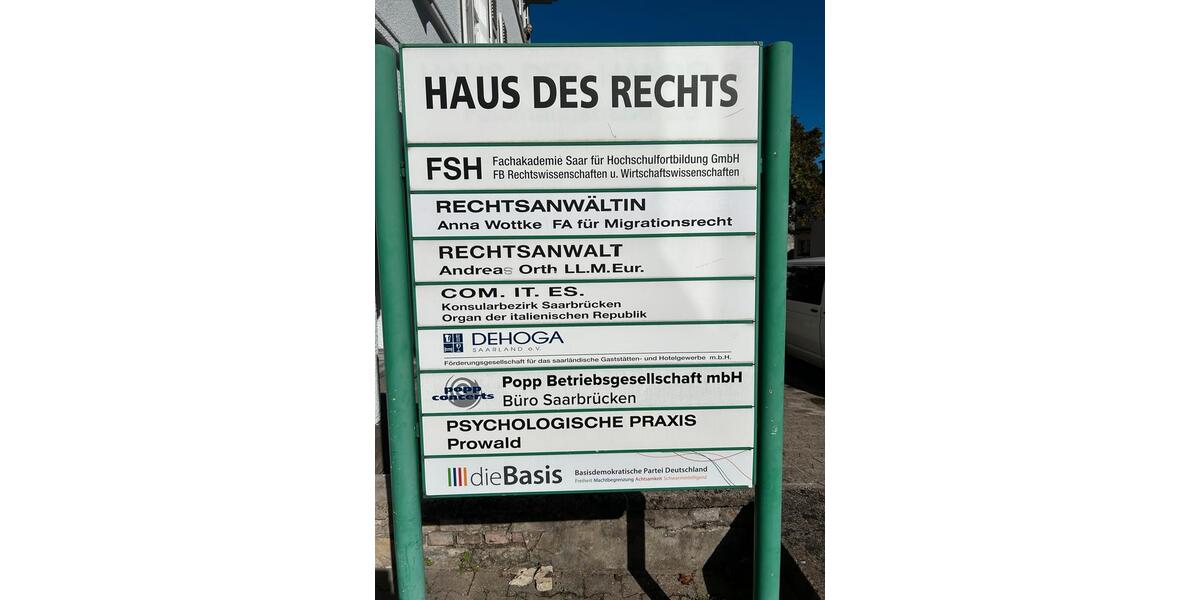 HAUS DES RECHTS
FSH Fachakademie Saar für Hochschulfortbildung GmbH
FB Rechtswissenschaften u. Wirtschaftswissenschaften
RECHTSANWÄLTIN
Anna Wottke FA für Migrationsrecht
RECHTSANWALT
Andreas Orth LL.M.Eur.
COM. IT. ES.
Konsularbezirk Saarbrücken
Organ der italienischen Republik
DEHOGA
SAARLAND e.V.
Förderungsgesellschaft für das saarländische Gaststätten- und Hotelgewerbe m.b.H.
popp concerts
Popp Betriebsgesellschaft mbH
Büro Saarbrücken
PSYCHOLOGISCHE PRAXIS
Prowald
dieBasis Basisdemokratische Partei Deutschland
Freiheit Machtbegrenzung Achtsamkeit Schwarmintelligenz